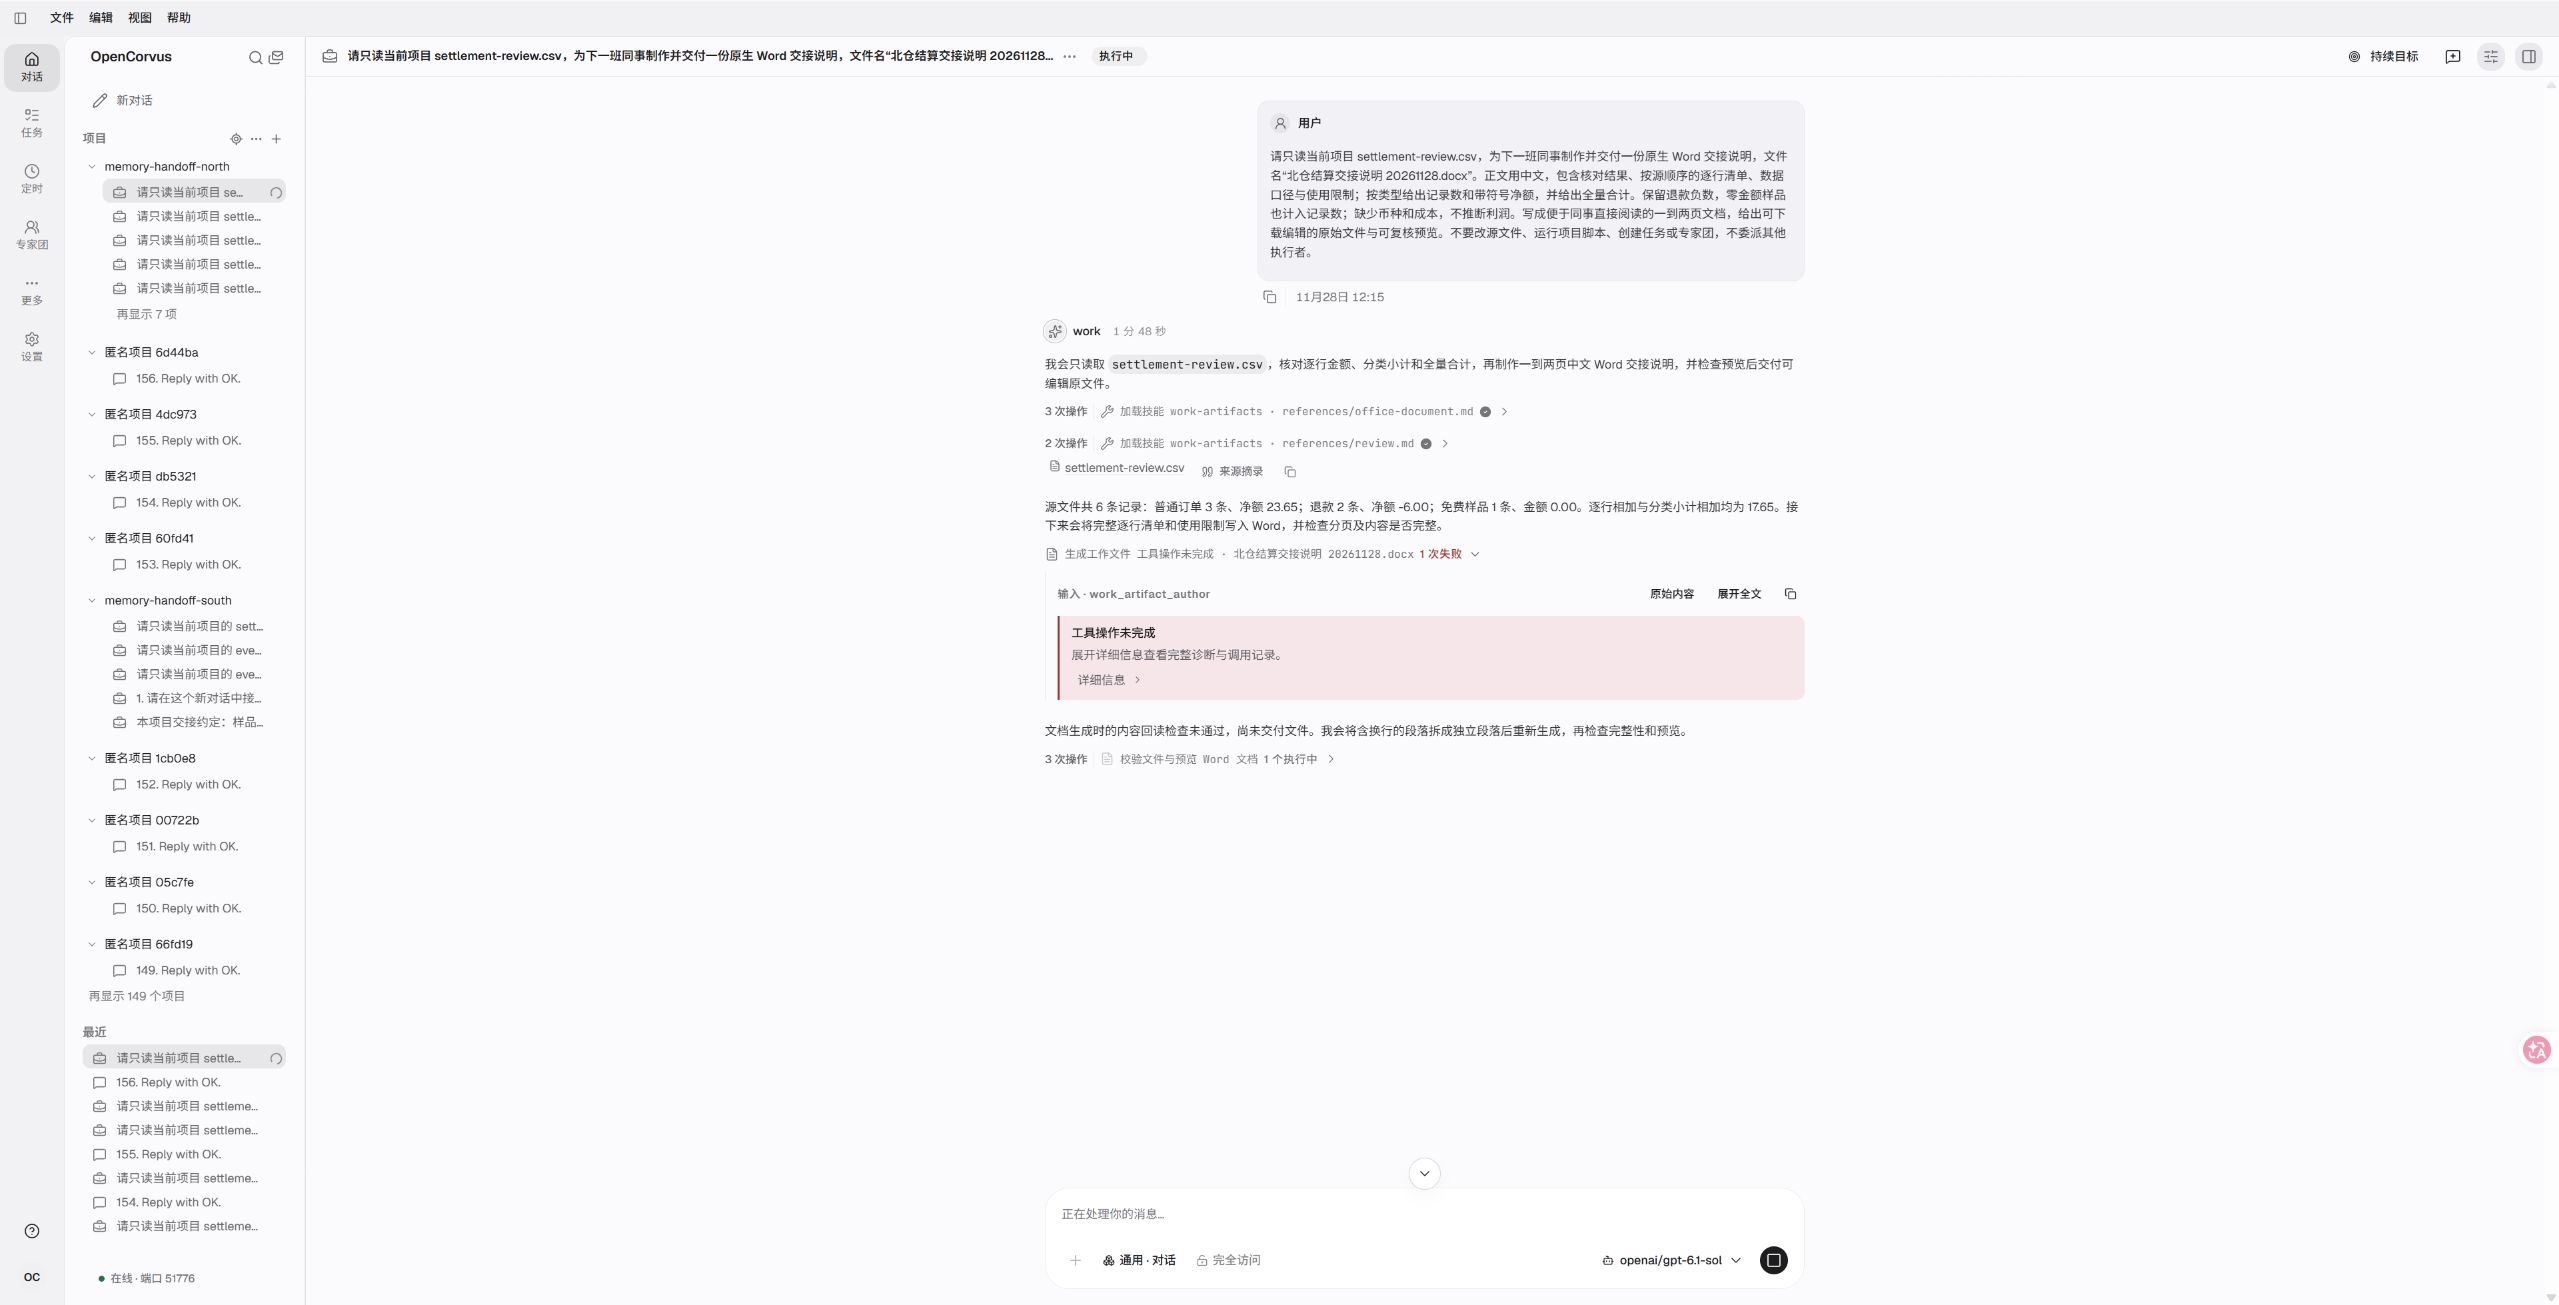 文件 编辑 视图 帮助
对话
任务
定时
专家团
更多
设置
OC
OpenCorvus
新对话
项目
memory-handoff-north
请只读当前项目 se...
请只读当前项目 settle...
请只读当前项目 settle...
请只读当前项目 settle...
请只读当前项目 settle...
再显示 7 项
匿名项目 6d44ba
156. Reply with OK.
匿名项目 4dc973
155. Reply with OK.
匿名项目 db5321
154. Reply with OK.
匿名项目 60fd41
153. Reply with OK.
memory-handoff-south
请只读当前项目的 sett...
请只读当前项目的 eve...
请只读当前项目的 eve...
1. 请在这个新对话中接...
本项目交接约定：样品...
匿名项目 1cb0e8
152. Reply with OK.
匿名项目 00722b
151. Reply with OK.
匿名项目 05c7fe
150. Reply with OK.
匿名项目 66fd19
149. Reply with OK.
再显示 149 个项目
最近
请只读当前项目 settle...
156. Reply with OK.
请只读当前项目 settleme...
请只读当前项目 settleme...
155. Reply with OK.
请只读当前项目 settleme...
154. Reply with OK.
请只读当前项目 settleme...
在线 · 端口 51776
请只读当前项目 settlement-review.csv，为下一班同事制作并交付一份原生 Word 交接说明，文件名“北仓结算交接说明 20261128... 执行中
持续目标
用户
请只读当前项目 settlement-review.csv，为下一班同事制作并交付一份原生 Word 交接说明，文件
名“北仓结算交接说明 20261128.docx”。正文用中文，包含核对结果、按源顺序的逐行清单、数据
口径与使用限制；按类型给出记录数和带符号净额，并给出全量合计。保留退款负数，零金额样品
也计入记录数；缺少币种和成本，不推断利润。写成便于同事直接阅读的一到两页文档，给出可下
载编辑的原始文件与可复核预览。不要改源文件、运行项目脚本、创建任务或专家团，不委派其他
执行者。
11月28日 12:15
work 1 分 48 秒
我会只读取 settlement-review.csv，核对逐行金额、分类小计和全量合计，再制作一到两页中文 Word 交接说明，并检查预览后交付可
编辑原文件。
3 次操作 加载技能 work-artifacts · references/office-document.md
2 次操作 加载技能 work-artifacts · references/review.md
settlement-review.csv 来源摘录
源文件共 6 条记录：普通订单 3 条、净额 23.65；退款 2 条、净额 -6.00；免费样品 1 条、金额 0.00。逐行相加与分类小计相加均为 17.65。接
下来会将完整逐行清单和使用限制写入 Word，并检查分页及内容是否完整。
生成工作文件 工具操作未完成 · 北仓结算交接说明 20261128.docx 1 次失败
输入 · work_artifact_author 原始内容 展开全文
工具操作未完成
展开详细信息查看完整诊断与调用记录。
详细信息
文档生成时的内容回读检查未通过，尚未交付文件。我会将含换行的段落拆成独立段落后重新生成，再检查完整性和预览。
3 次操作 校验文件与预览 Word 文档 1 个执行中
正在处理你的消息...
通用 · 对话 完全访问 openai/gpt-6.1-sol